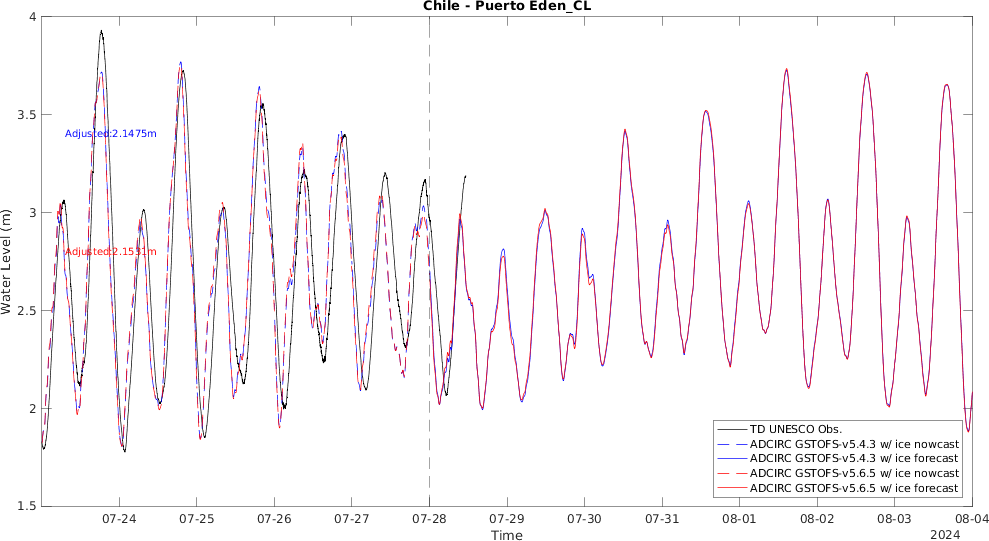 Chile - Puerto Eden_CL
4
3.5
3
2.5
2
1.5
Water Level (m)
Adjusted:2.1475m
Adjusted:2.1531m
TD UNESCO Obs.
ADCIRC GSTOFS-v5.4.3 w/ ice nowcast
ADCIRC GSTOFS-v5.4.3 w/ ice forecast
ADCIRC GSTOFS-v5.6.5 w/ ice nowcast
ADCIRC GSTOFS-v5.6.5 w/ ice forecast
07-24 07-25 07-26 07-27 07-28 07-29 07-30 07-31 08-01 08-02 08-03 08-04
Time
2024